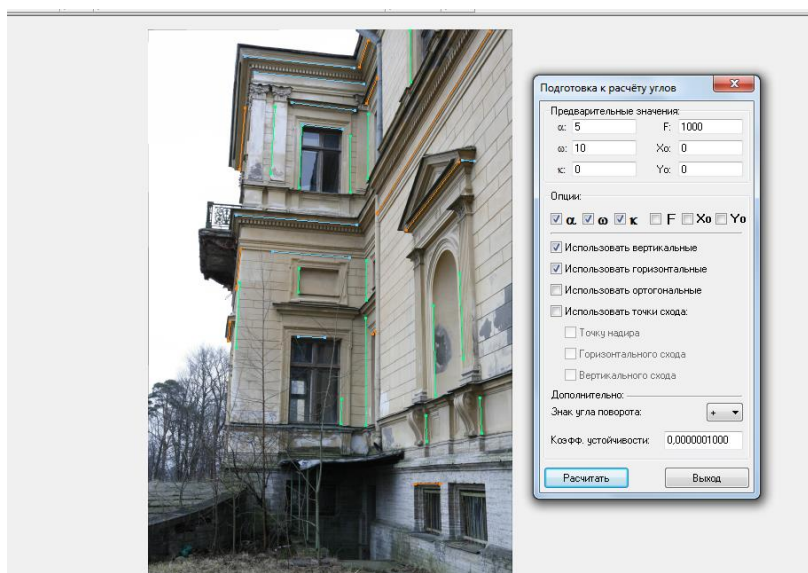 Подготовка к расчёту углов
Предварительные значения:
α: 5 F: 1000
ω: 10 Xo: 0
κ: 0 Yo: 0
Опции:
α ω κ F Xo Yo
Использовать вертикальные
Использовать горизонтальные
Использовать ортогональные
Использовать точки схода:
Точку надира
Горизонтального схода
Вертикального схода
Дополнительно:
Знак угла поворота: +
Коэфф. устойчивости: 0,0000001000
Расчитать Выход